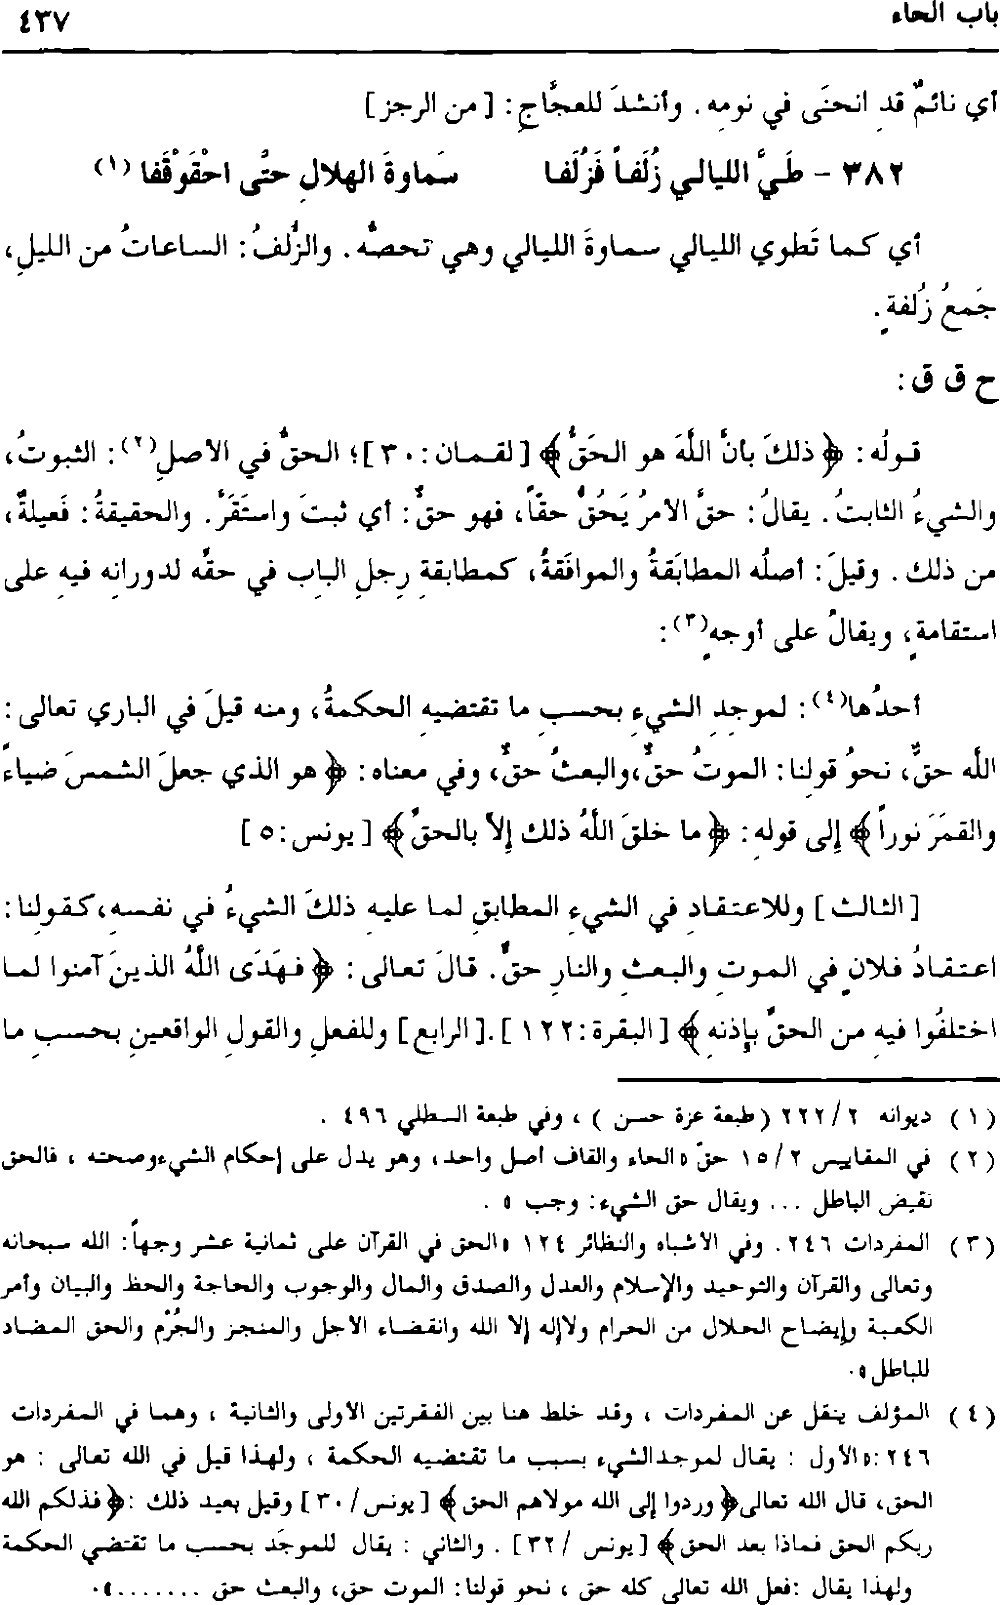 باب الحاء
٤٣٧
أي نائمٌ قدِ انحنَى في نومِه. وأنشدَ للعجَّاجِ: [من الرجز]
٣٨٢ - طَيَّ الليالي زُلَفاً فَزُلَفا سَماوةَ الهلالِ حتَّى احْقَوْقَفا (١)
أي كما تَطوي الليالي سماوةَ الليالي وهي تحصُّه. والزُّلفُ: الساعاتُ من الليلِ،
جَمعُ زُلفةٍ.
ح ق ق:
قولُه: ﴿ذلكَ بأنَّ اللَّهَ هو الحَقُّ﴾ [لقمان: ٣٠]؛ الحقُّ في الأصلِ(٢): الثبوتُ،
والشيءُ الثابتُ. يقالُ: حقَّ الأمرُ يَحُقُّ حقّاً، فهو حقٌّ: أي ثبتَ واستَقَرَّ. والحقيقةُ: فَعيلةٌ،
من ذلك. وقيلَ: أصلُه المطابَقةُ والموافَقةُ، كمطابقةِ رِجلِ البابِ في حقِّه لدورانِه فيهِ على
استقامةٍ، ويقالُ على أوجهٍ(٣):
أحدُها(٤): لموجدِ الشيءِ بحسبِ ما تقتضيهِ الحكمةُ، ومنه قيلَ في الباري تعالى:
اللَّه حقٌّ، نحوُ قولِنا: الموتُ حقٌّ،والبعثُ حقٌّ، وفي معناه: ﴿هو الذي جعلَ الشمسَ ضياءً
والقمَرَ نوراً﴾ إلى قولِه: ﴿ما خلقَ اللَّهُ ذلك إلاَّ بالحقِّ﴾ [يونس: ٥]
[الثالث] وللاعتقادِ في الشيءِ المطابقِ لما عليهِ ذلكَ الشيءُ في نفسهِ،كقولنا:
اعتقادُ فلانٍ في الموتِ والبعثِ والنارِ حقٌّ. قالَ تعالى: ﴿فهَدَى اللَّهُ الذينَ آمنوا لما
اختلفُوا فيهِ من الحقِّ بإذنهِ﴾ [البقرة: ١٢٢].[الرابع] وللفعلِ والقولِ الواقعينِ بحسبِ ما
(١) ديوانه ٢/ ٢٢٢ (طبعة عزة حسن)، وفي طبعة السطلي ٤٩٦.
(٢) في المقاييس ٢/ ١٥ حقّ «الحاء والقاف أصل واحد، وهو يدل على إحكام الشيءوصحته، فالحق
نقيض الباطل ... ويقال حق الشيء: وجب».
(٣) المفردات ٢٤٦. وفي الأشباه والنظائر ١٢٤ «الحق في القرآن على ثمانية عشر وجهاً: الله سبحانه
وتعالى والقرآن والتوحيد والإسلام والعدل والصدق والمال والوجوب والحاجة والحظ والبيان وأمر
الكعبة وإيضاح الحلال من الحرام ولاإله إلا الله وانقضاء الأجل والمنجز والجُرْم والحق المضاد
للباطل».
(٤) المؤلف ينقل عن المفردات، وقد خلط هنا بين الفقرتين الأولى والثانية، وهما في المفردات
٢٤٦:«الأول: يقال لموجدالشيء بسبب ما تقتضيه الحكمة، ولهذا قيل في الله تعالى: هو
الحق، قال الله تعالى﴿وردوا إلى الله مولاهم الحق﴾ [يونس/ ٣٠] وقيل بعيد ذلك:﴿فذلكم الله
ربكم الحق فماذا بعد الحق﴾ [يونس/ ٣٢]. والثاني: يقال للموجَد بحسب ما تقتضي الحكمة
ولهذا يقال:فعل الله تعالى كله حق، نحو قولنا: الموت حق، والبعث حق .......».